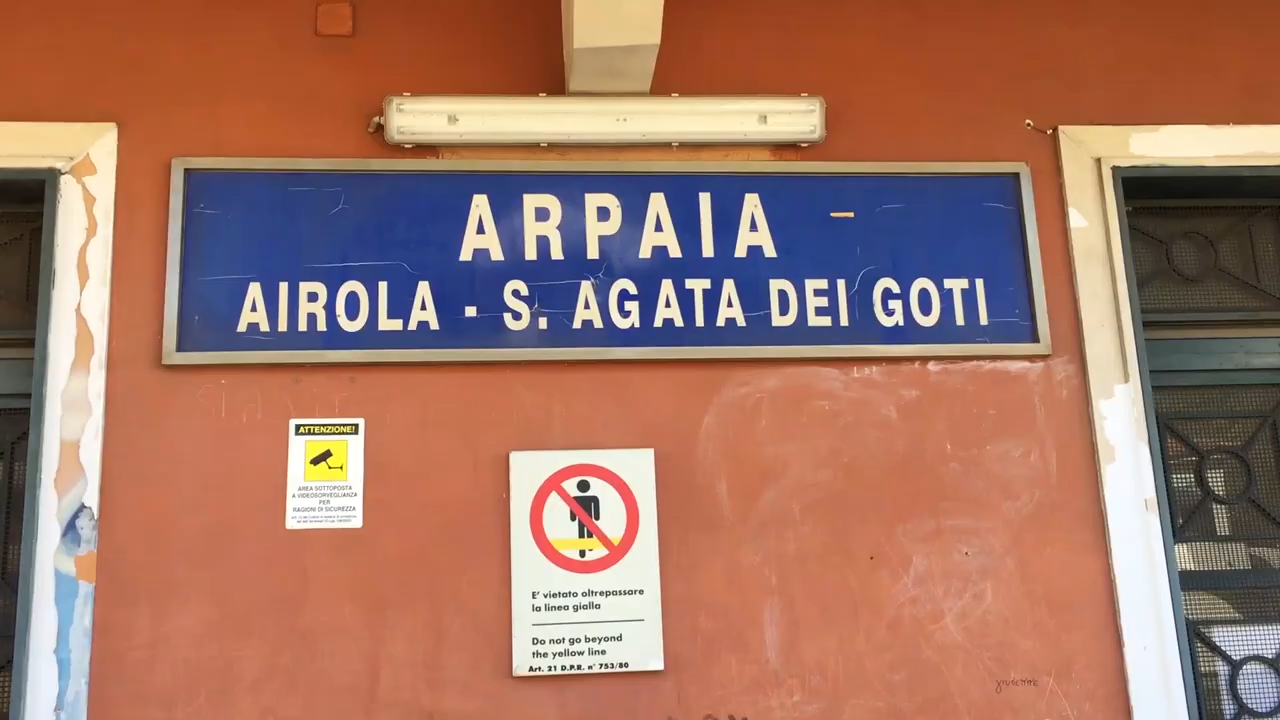 ARPAIA
AIROLA - S. AGATA DEI GOTI
ATTENZIONE!
AREA SOTTOPOSTA
A VIDEOSORVEGLIANZA
PER
RAGIONI DI SICUREZZA
E' vietato oltrepassare
la linea gialla
Do not go beyond
the yellow line
Art. 21 D.P.R. n° 753/80